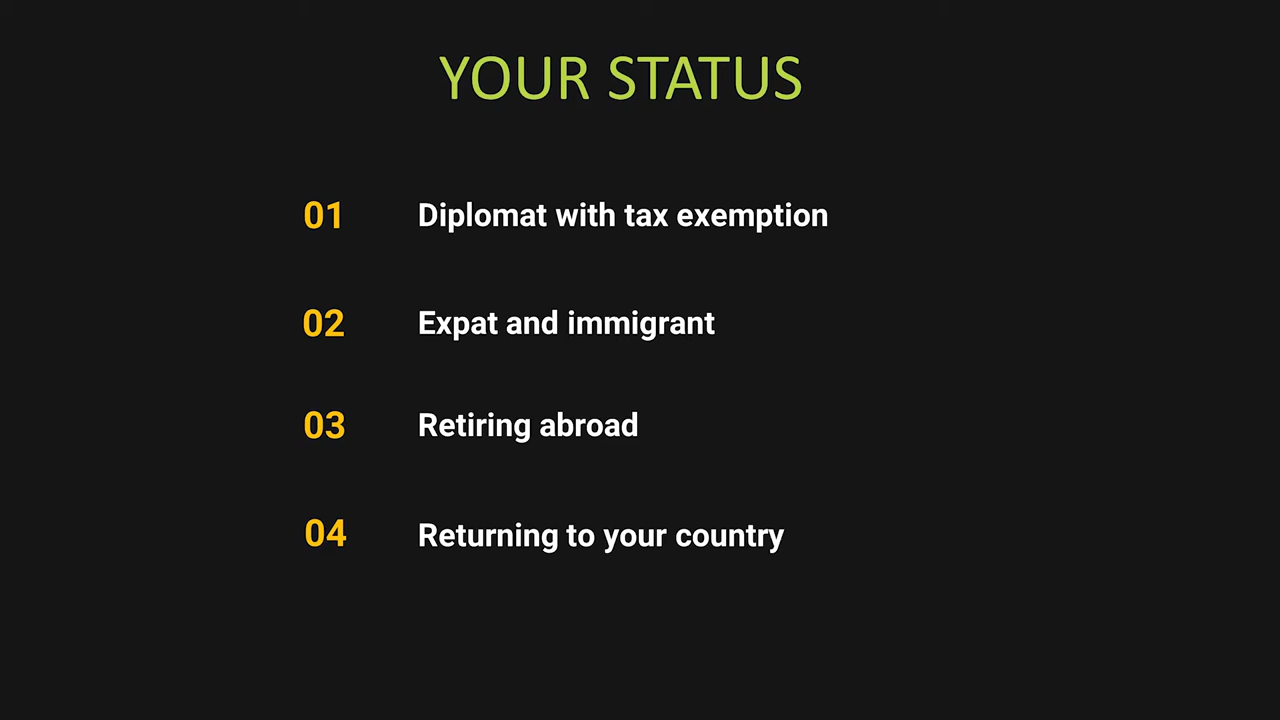 YOUR STATUS
01 Diplomat with tax exemption
02 Expat and immigrant
03 Retiring abroad
04 Returning to your country